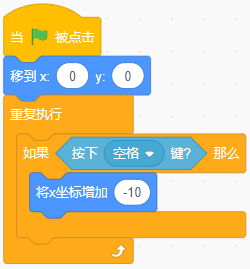 当 被点击
移到 x: 0 y: 0
重复执行
如果 按下 空格 键? 那么
将x坐标增加 -10